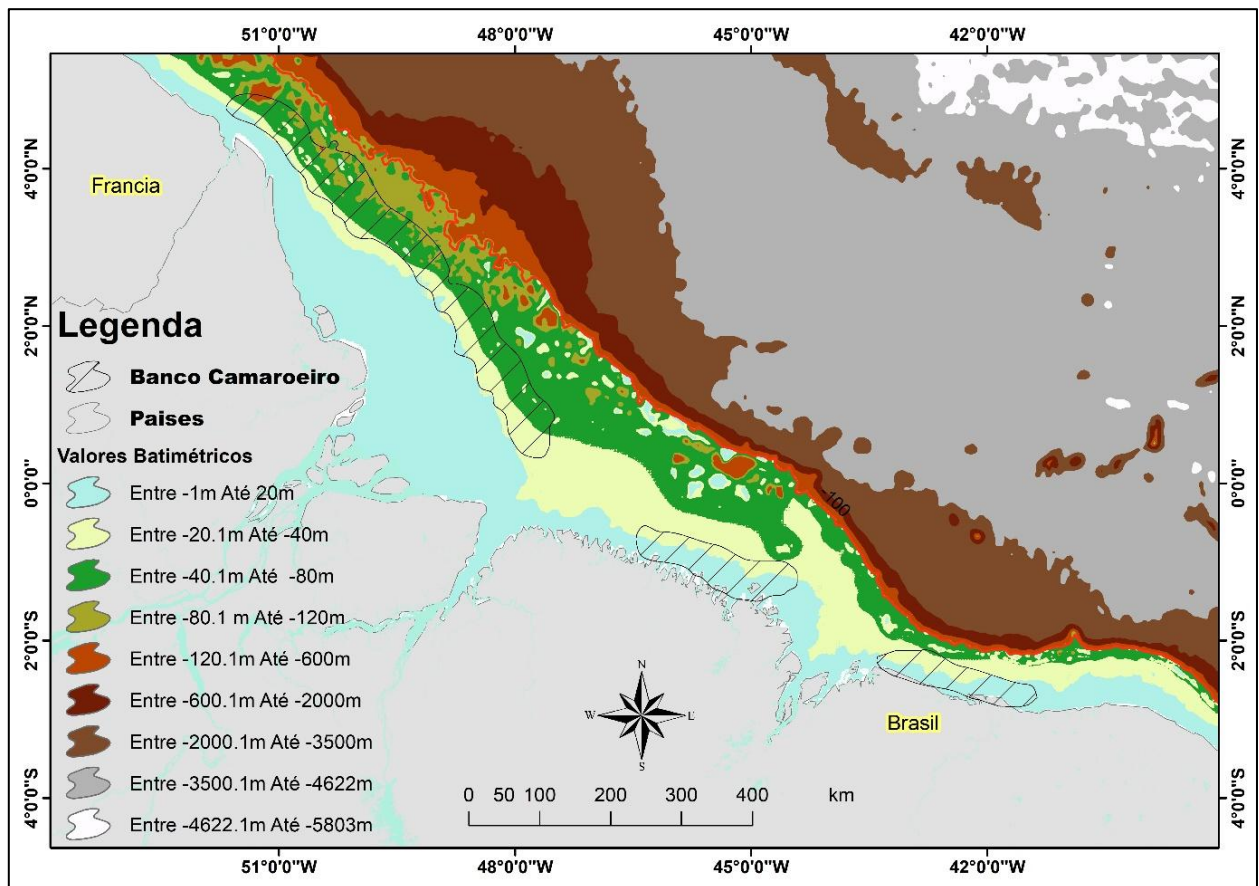 51°0'0"W 48°0'0"W 45°0'0"W 42°0'0"W
4°0'0"N
4°0'0"N
Francia
2°0'0"N
2°0'0"N
Legenda
Banco Camaroeiro
Paises
Valores Batimétricos
Entre -1m Até 20m
0°0'0"
0°0'0"
-100
Entre -20.1m Até -40m
Entre -40.1m Até -80m
Entre -80.1 m Até -120m
2°0'0"S
2°0'0"S
Entre -120.1m Até -600m
N
W E
S
Brasil
Entre -600.1m Até -2000m
Entre -2000.1m Até -3500m
Entre -3500.1m Até -4622m
4°0'0"S
4°0'0"S
0 50 100 200 300 400 km
Entre -4622.1m Até -5803m
51°0'0"W 48°0'0"W 45°0'0"W 42°0'0"W